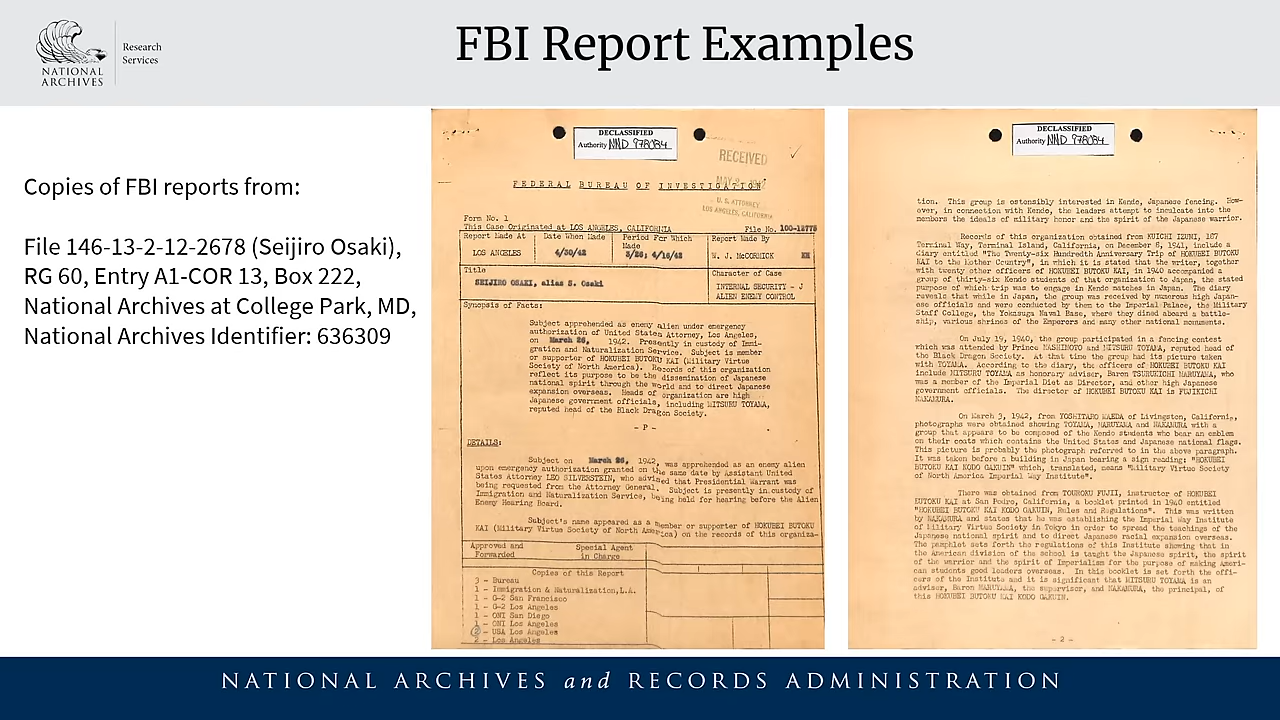 NATIONAL
ARCHIVES
Research
Services
FBI Report Examples
Copies of FBI reports from:
File 146-13-2-12-2678 (Seijiro Osaki),
RG 60, Entry A1-COR 13, Box 222,
National Archives at College Park, MD,
National Archives Identifier: 636309
DECLASSIFIED
Authority NND 978084
RECEIVED
U. S. ATTORNEY
LOS ANGELES, CALIFORNIA
FEDERAL BUREAU OF INVESTIGATION
Form No. 1
This Case Originated at LOS ANGELES, CALIFORNIA File No. 100-12775
Report Made At Date When Made Period For Which Made Report Made By
LOS ANGELES 4/30/42 3/26; 4/16/42 W. J. McCORMICK
Title Character of Case
SEIJIRO OSAKI, alias S. Osaki INTERNAL SECURITY - J
ALIEN ENEMY CONTROL
Synopsis of Facts:
Subject apprehended as enemy alien under emergency
authorization of United States Attorney, Los Angeles,
on March 26, 1942. Presently in custody of Immi-
gration and Naturalization Service. Subject is member
or supporter of HOKUBEI BUTOKU KAI (Military Virtue
Society of North America). Records of this organization
reflect its purpose to be the dissemination of Japanese
national spirit through the world and to direct Japanese
expansion overseas. Heads of organization are high
Japanese government officials, including MITSURU TOYAMA,
reputed head of the Black Dragon Society.
- P -
DETAILS:
Subject on March 26, 1942, was apprehended as an enemy alien
upon emergency authorization granted on the same date by Assistant United
States Attorney LEO SILVERSTEIN, who advised that Presidential Warrant was
being requested from the Attorney General. Subject is presently in custody of
Immigration and Naturalization Service, being held for hearing before the Alien
Enemy Hearing Board.
Subject's name appeared as a member or supporter of HOKUBEI BUTOKU
KAI (Military Virtue Society of North America) on the records of this organiza-
Approved and
Forwarded
Special Agent
in Charge
Copies of this Report
3 - Bureau
1 - Immigration & Naturalization, L.A.
1 - G-2 San Francisco
1 - G-2 Los Angeles
1 - ONI San Diego
1 - ONI Los Angeles
2 - USA Los Angeles
2 - Los Angeles
DECLASSIFIED
Authority NND 978084
tion. This group is ostensibly interested in Kendo, Japanese fencing. How-
ever, in connection with Kendo, the leaders attempt to inculcate into the
members the ideals of military honor and the spirit of the Japanese warrior.
Records of this organization obtained from KUICHI IZUMI, 187
Terminal Way, Terminal Island, California, on December 8, 1941, include a
diary entitled "The Twenty-six Hundredth Anniversary Trip of HOKUBEI BUTOKU
KAI to the Mother Country", in which it is stated that the writer, together
with twenty other officers of HOKUBEI BUTOKU KAI, in 1940 accompanied a
group of thirty-six Kendo students of that organization to Japan, the stated
purpose of which trip was to engage in Kendo matches in Japan. The diary
reveals that while in Japan, the group was received by numerous high Japan-
ese officials and were conducted by them to the Imperial Palace, the Military
Staff College, the Yokasuga Naval Base, where they dined aboard a battle-
ship, various shrines of the Emperors and many other national monuments.
On July 19, 1940, the group participated in a fencing contest
which was attended by Prince NASHIMOTO and MITSURU TOYAMA, reputed head of
the Black Dragon Society. At that time the group had its picture taken
with TOYAMA. According to the diary, the officers of HOKUBEI BUTOKU KAI
include MITSURU TOYAMA as honorary adviser, Baron TSURUKICHI MARUYAMA, who
was a member of the Imperial Diet as Director, and other high Japanese
government officials. The director of HOKUBEI BUTOKU KAI is FUJIKICHI
NAKAMURA.
On March 3, 1942, from YOSHITARO MAEDA of Livingston, California,
photographs were obtained showing TOYAMA, MARUYAMA and NAKAMURA with a
group that appears to be composed of the Kendo students who bear an emblem
on their coats which contains the United States and Japanese national flags.
This picture is probably the photograph referred to in the above paragraph.
It was taken before a building in Japan bearing a sign reading: "HOKUBEI
BUTOKU KAI KODO GAKUIN" which, translated, means "Military Virtue Society
of North America Imperial Way Institute".
There was obtained from TOUROKU FUJII, instructor of HOKUBEI
BUTOKU KAI at San Pedro, California, a booklet printed in 1940 entitled
"HOKUBEI BUTOKU KAI KODO GAKUIN, Rules and Regulations". This was written
by NAKAMURA and states that he was establishing the Imperial Way Institute
of Military Virtue Society in Tokyo in order to spread the teachings of the
Japanese national spirit and to direct Japanese racial expansion overseas.
The pamphlet sets forth the regulations of this Institute showing that in
the American division of the school is taught the Japanese spirit, the spirit
of the warrior and the spirit of Imperialism for the purpose of making Ameri-
can students good leaders overseas. In this booklet is set forth the offi-
cers of the Institute and it is significant that MITSURU TOYAMA is an
adviser, Baron MARUYAMA, the supervisor, and NAKAMURA, the principal, of
this HOKUBEI BUTOKU KAI KODO GAKUIN.
- 2 -
NATIONAL ARCHIVES and RECORDS ADMINISTRATION